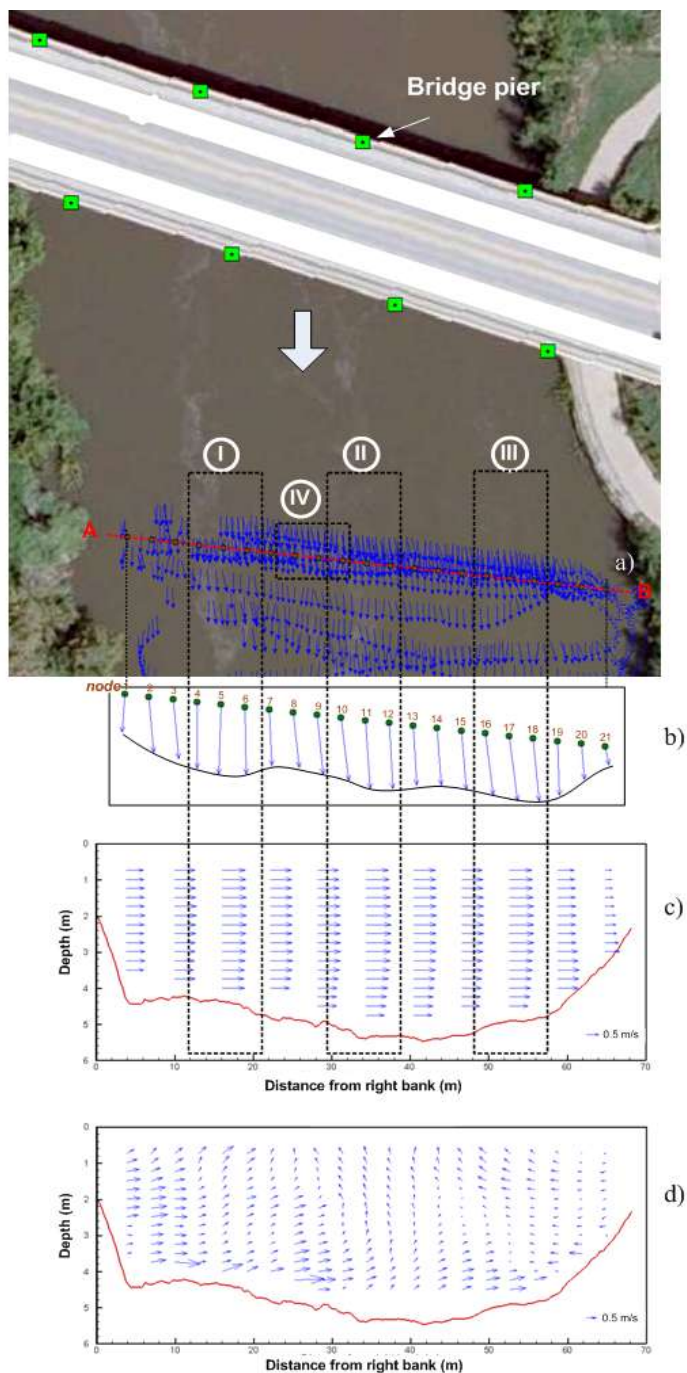 Bridge pier
I
II
III
IV
A
a)
B
node
2 3 4 5 6 7 8 9 10 11 12 13 14 15 16 17 18 19 20 21
b)
0
1
2
3
4
5
6
Depth (m)
c)
0.5 m/s
0 10 20 30 40 50 60 70
Distance from right bank (m)
0
1
2
3
4
5
6
Depth (m)
d)
0.5 m/s
0 10 20 30 40 50 60 70
Distance from right bank (m)